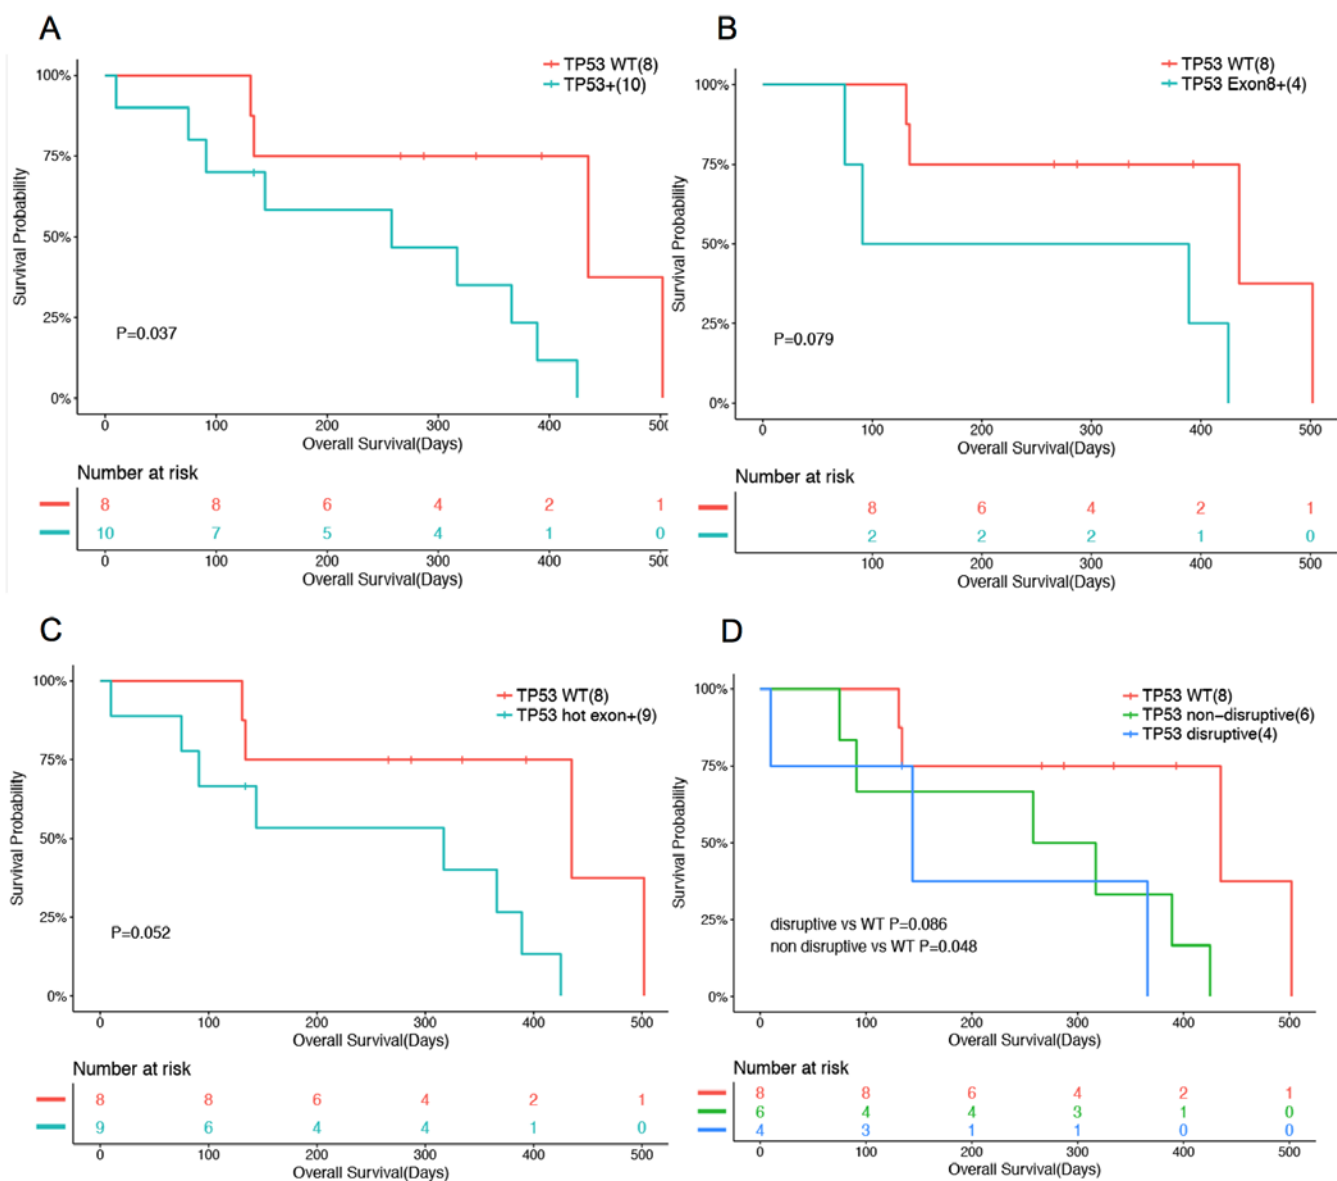 A
TP53 WT(8)
TP53+(10)
100%
75%
50%
25%
0%
Survival Probability
P=0.037
0 100 200 300 400 500
Overall Survival(Days)
Number at risk
8 8 6 4 2 1
10 7 5 4 1 0
0 100 200 300 400 500
Overall Survival(Days)
B
TP53 WT(8)
TP53 Exon8+(4)
100%
75%
50%
25%
0%
Survival Probability
P=0.079
0 100 200 300 400 500
Overall Survival(Days)
Number at risk
8 6 4 2 1
2 2 2 1 0
100 200 300 400 500
Overall Survival(Days)
C
TP53 WT(8)
TP53 hot exon+(9)
100%
75%
50%
25%
0%
Survival Probability
P=0.052
0 100 200 300 400 500
Overall Survival(Days)
Number at risk
8 8 6 4 2 1
9 6 4 4 1 0
0 100 200 300 400 500
Overall Survival(Days)
D
TP53 WT(8)
TP53 non-disruptive(6)
TP53 disruptive(4)
100%
75%
50%
25%
0%
Survival Probability
disruptive vs WT P=0.086
non disruptive vs WT P=0.048
0 100 200 300 400 500
Overall Survival(Days)
Number at risk
8 8 6 4 2 1
6 4 4 3 1 0
4 3 1 1 0 0
0 100 200 300 400 500
Overall Survival(Days)